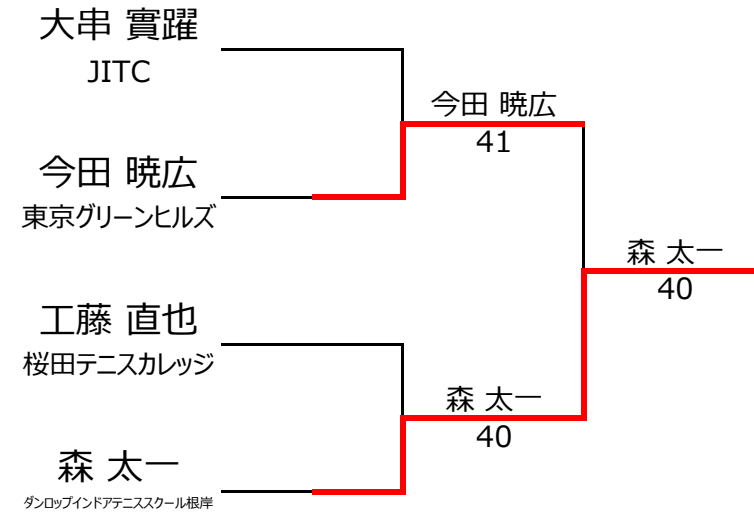 大串 實躍
JITC
今田 暁広
41
今田 暁広
東京グリーンヒルズ
森 太一
40
工藤 直也
桜田テニスカレッジ
森 太一
40
森 太一
ダンロップインドアテニススクール根岸